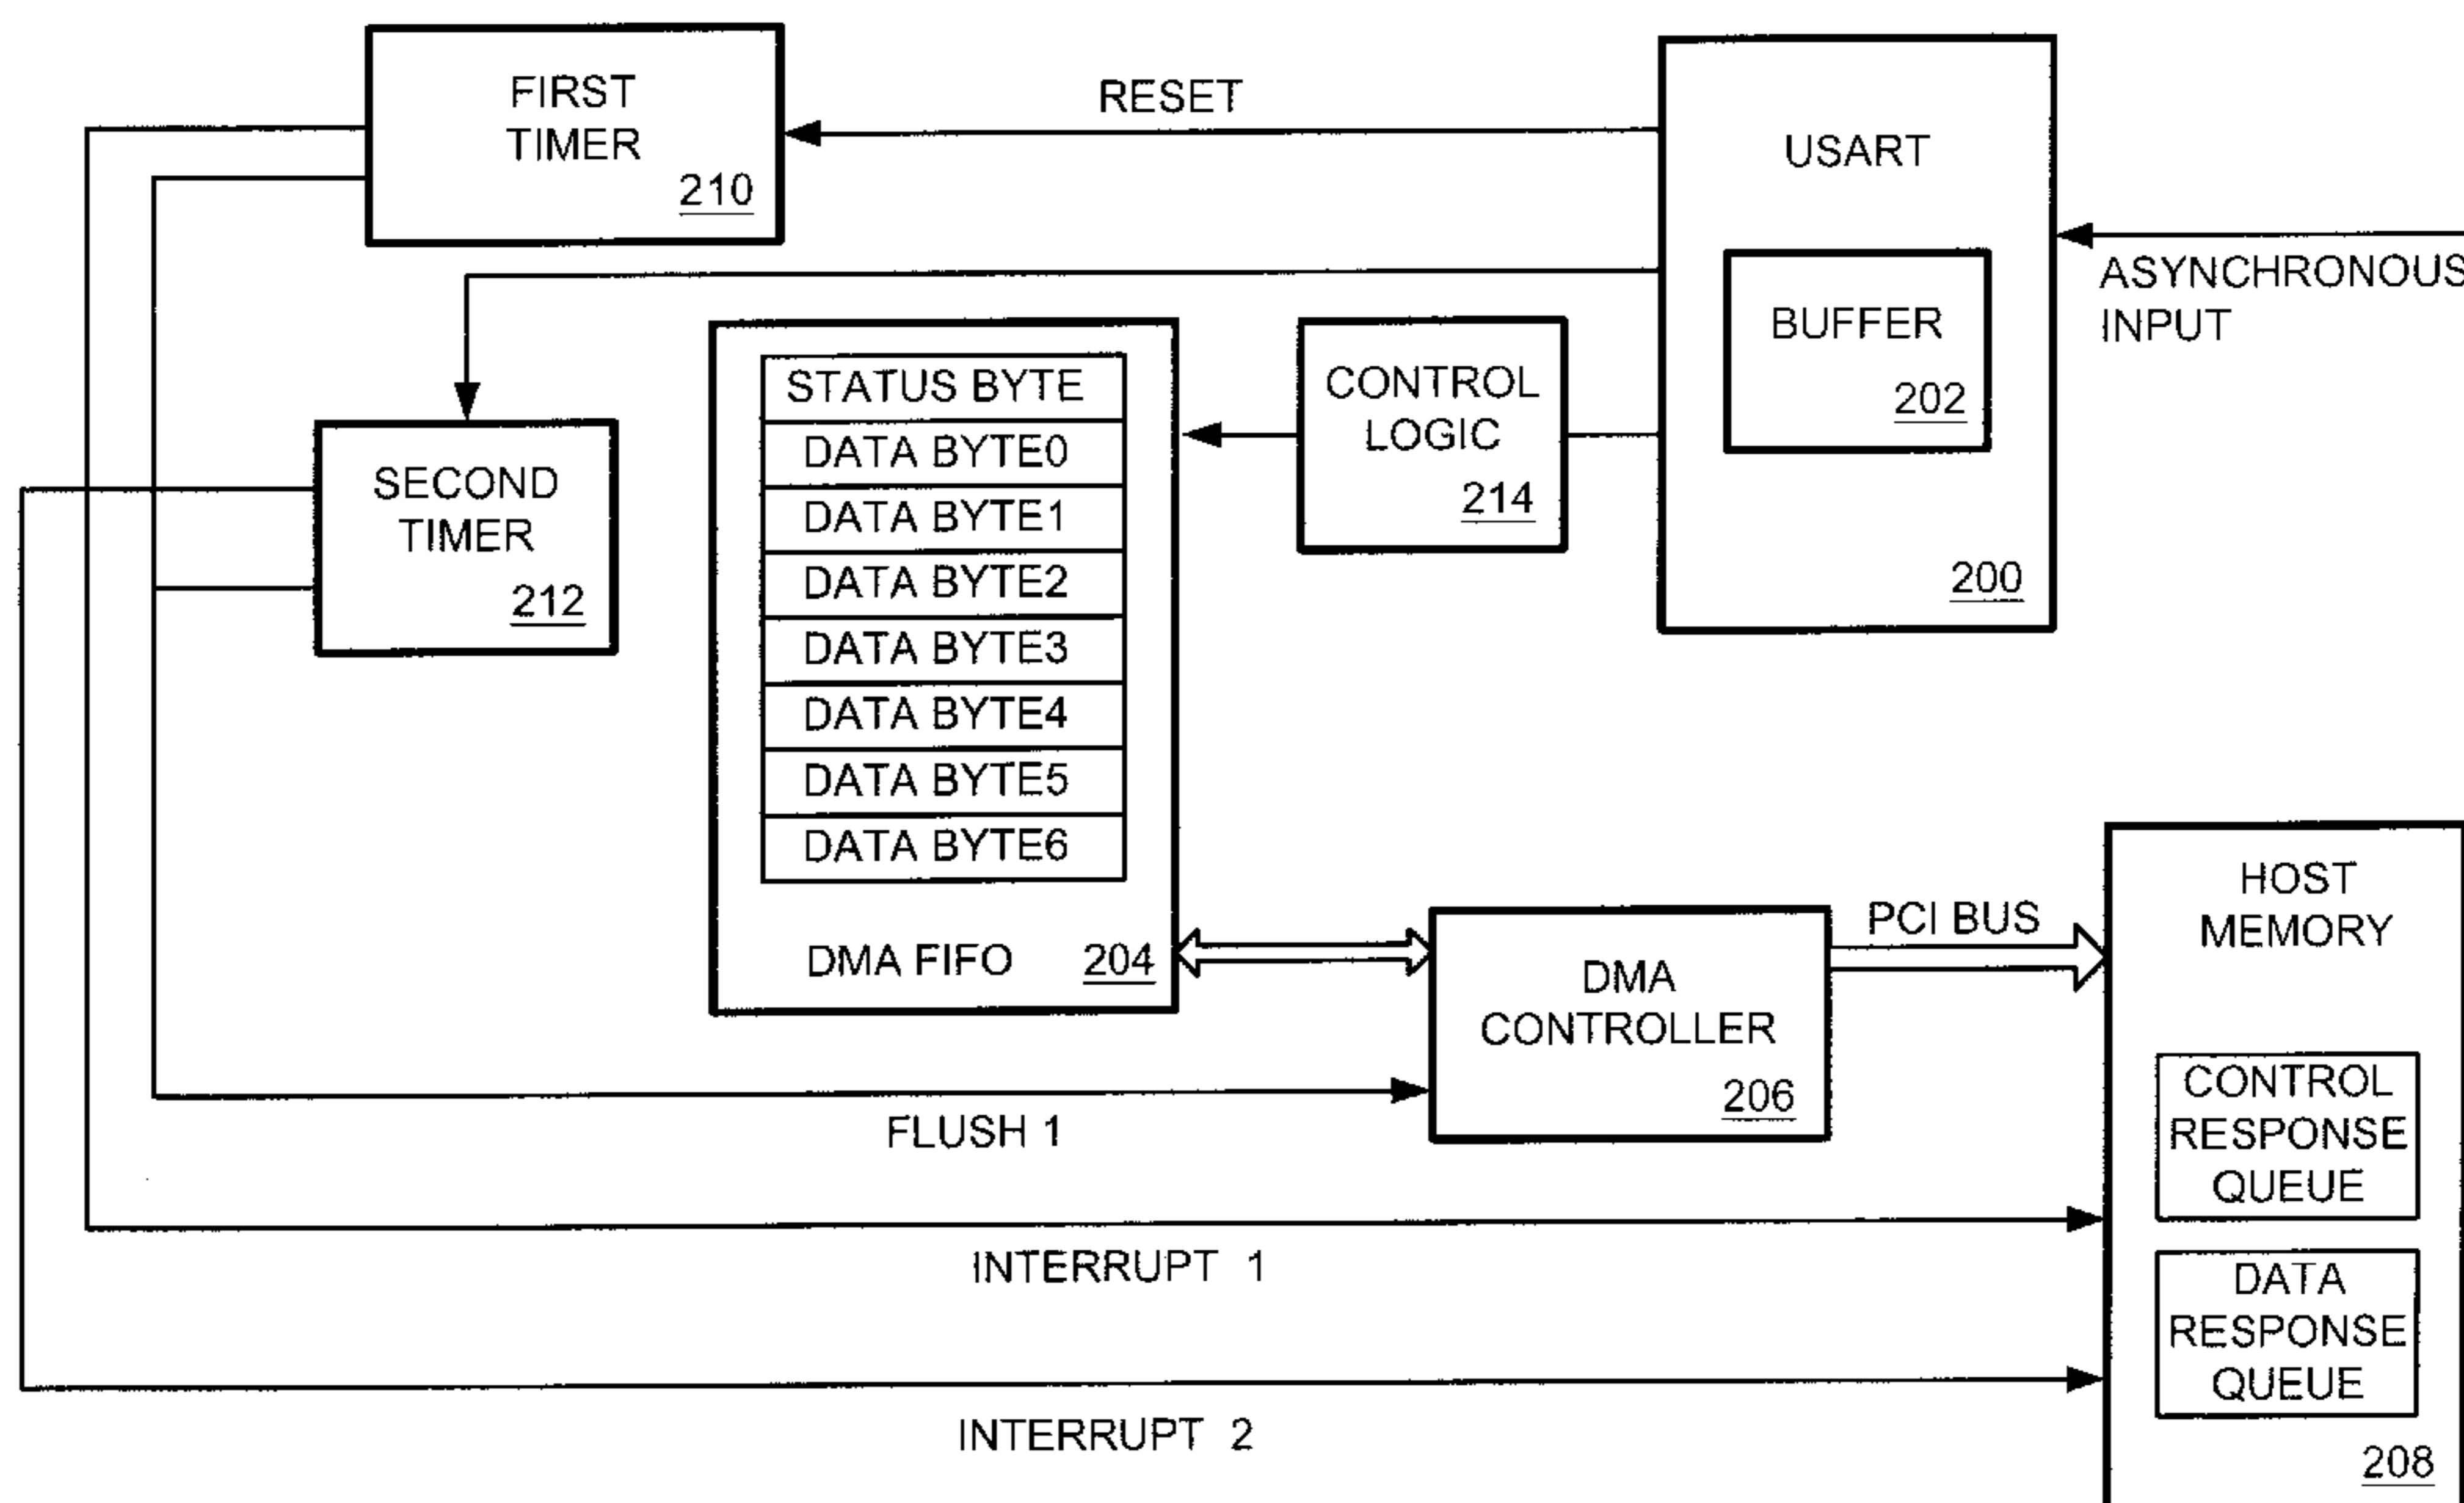 FIRST
TIMER
210
RESET
USART
BUFFER
202
200
ASYNCHRONOUS
INPUT
SECOND
TIMER
212
STATUS BYTE
DATA BYTE0
DATA BYTE1
DATA BYTE2
DATA BYTE3
DATA BYTE4
DATA BYTE5
DATA BYTE6
DMA FIFO 204
CONTROL
LOGIC
214
DMA
CONTROLLER
206
PCI BUS
HOST
MEMORY
CONTROL
RESPONSE
QUEUE
DATA
RESPONSE
QUEUE
208
FLUSH 1
INTERRUPT 1
INTERRUPT 2